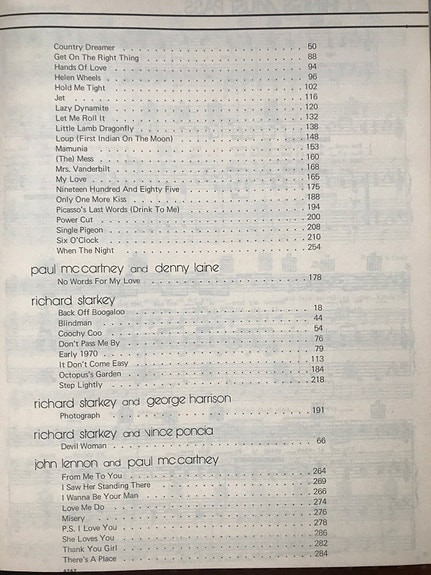 Country Dreamer . . . . . . . . . . 50
Get On The Right Thing . . . . . . . . . . 88
Hands Of Love . . . . . . . . . . 94
Helen Wheels . . . . . . . . . . 96
Hold Me Tight . . . . . . . . . . 102
Jet . . . . . . . . . . 116
Lazy Dynamite . . . . . . . . . . 120
Let Me Roll It . . . . . . . . . . 132
Little Lamb Dragonfly . . . . . . . . . . 138
Loup (First Indian On The Moon) . . . . . . . . . . 148
Mamunia . . . . . . . . . . 153
(The) Mess . . . . . . . . . . 160
Mrs. Vanderbilt . . . . . . . . . . 168
My Love . . . . . . . . . . 165
Nineteen Hundred And Eighty Five . . . . . . . . . . 175
Only One More Kiss . . . . . . . . . . 188
Picasso's Last Words (Drink To Me) . . . . . . . . . . 194
Power Cut . . . . . . . . . . 200
Single Pigeon . . . . . . . . . . 208
Six O'Clock . . . . . . . . . . 210
When The Night . . . . . . . . . . 254
paul mccartney and denny laine
No Words For My Love . . . . . . . . . . 178
richard starkey
Back Off Boogaloo . . . . . . . . . . 18
Blindman . . . . . . . . . . 44
Coochy Coo . . . . . . . . . . 54
Don't Pass Me By . . . . . . . . . . 76
Early 1970 . . . . . . . . . . 79
It Don't Come Easy . . . . . . . . . . 113
Octopus's Garden . . . . . . . . . . 184
Step Lightly . . . . . . . . . . 218
richard starkey and george harrison
Photograph . . . . . . . . . . 191
richard starkey and vince poncia
Devil Woman . . . . . . . . . . 66
john lennon and paul mccartney
From Me To You . . . . . . . . . . 264
I Saw Her Standing There . . . . . . . . . . 269
I Wanna Be Your Man . . . . . . . . . . 266
Love Me Do . . . . . . . . . . 274
Misery . . . . . . . . . . 276
P.S. I Love You . . . . . . . . . . 278
She Loves You . . . . . . . . . . 286
Thank You Girl . . . . . . . . . . 282
There's A Place . . . . . . . . . . 284